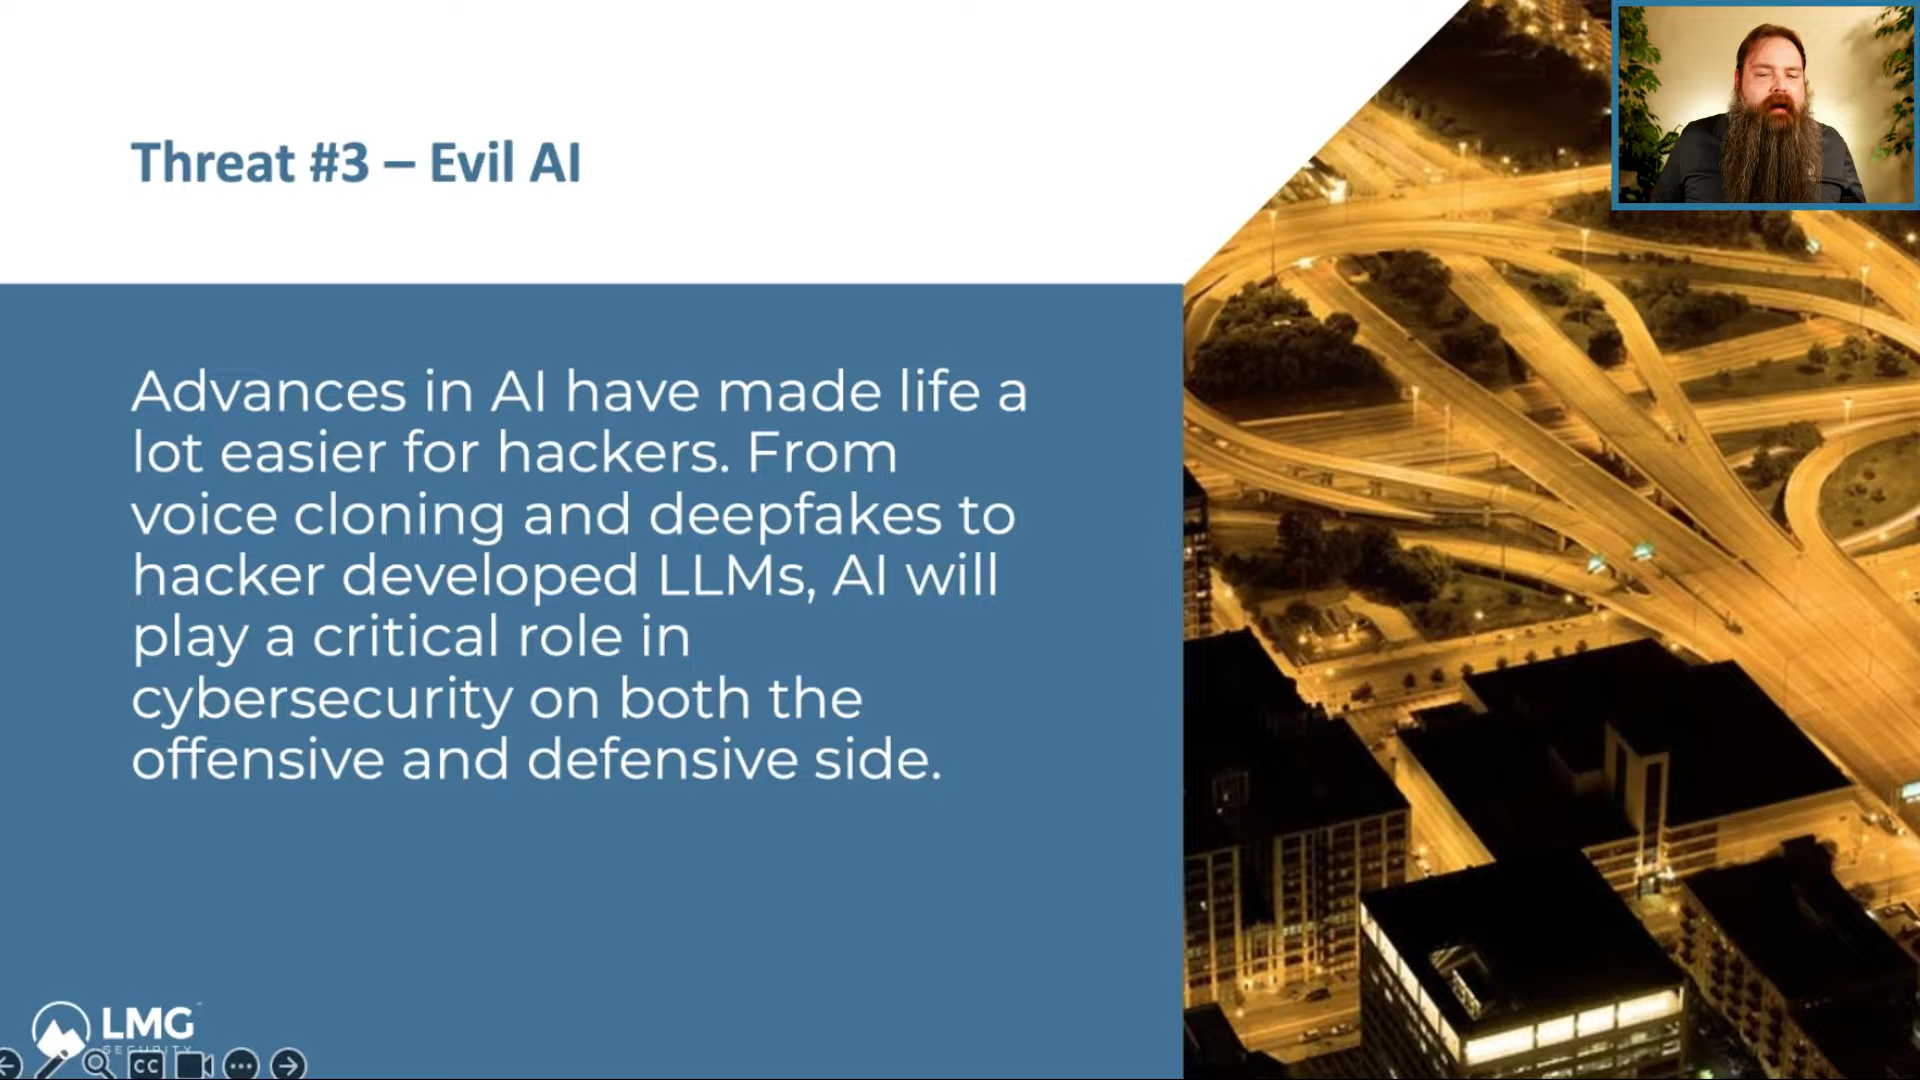 Threat #3 – Evil AI
Advances in AI have made life a
lot easier for hackers. From
voice cloning and deepfakes to
hacker developed LLMs, AI will
play a critical role in
cybersecurity on both the
offensive and defensive side.
LMG
SECURITY
CC